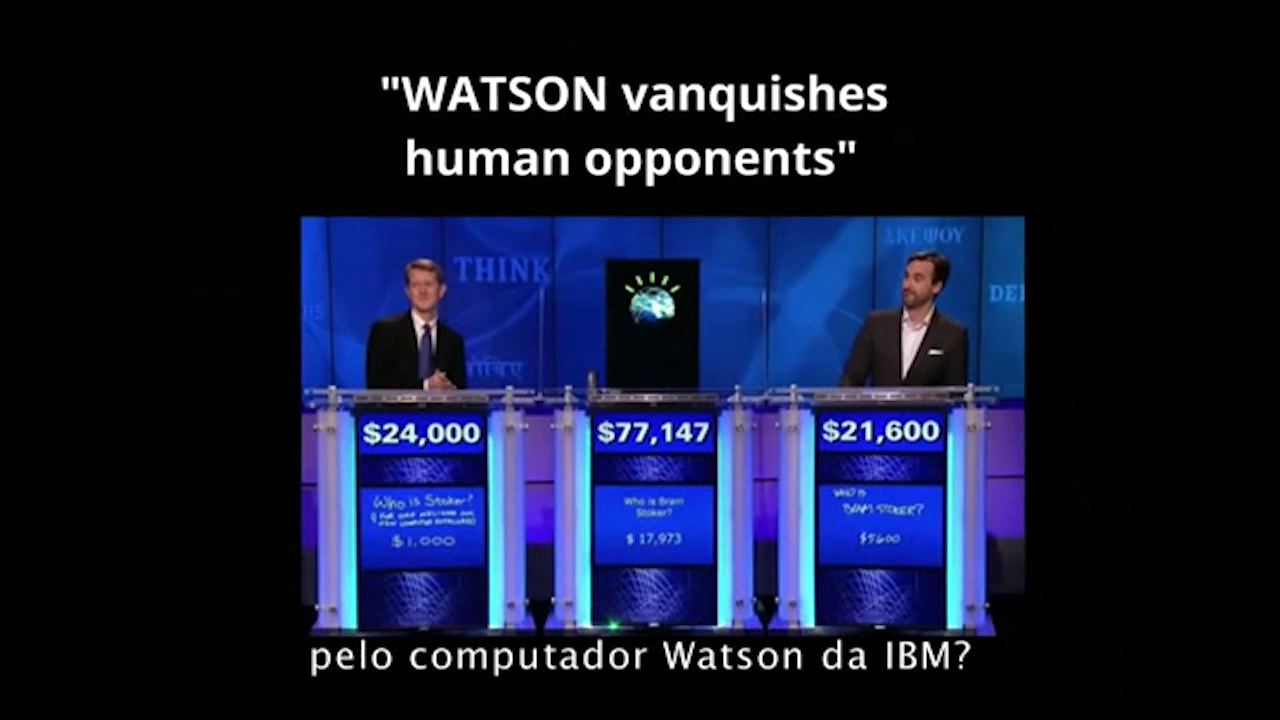 "WATSON vanquishes
human opponents"
ΣΚΕΨΟΥ
THINK
$24,000
$77,147
$21,600
Who is Stoker?
$1,000
Who is Bram
Stoker?
$ 17,973
WHO IS
BRAM STOKER?
$5600
pelo computador Watson da IBM?